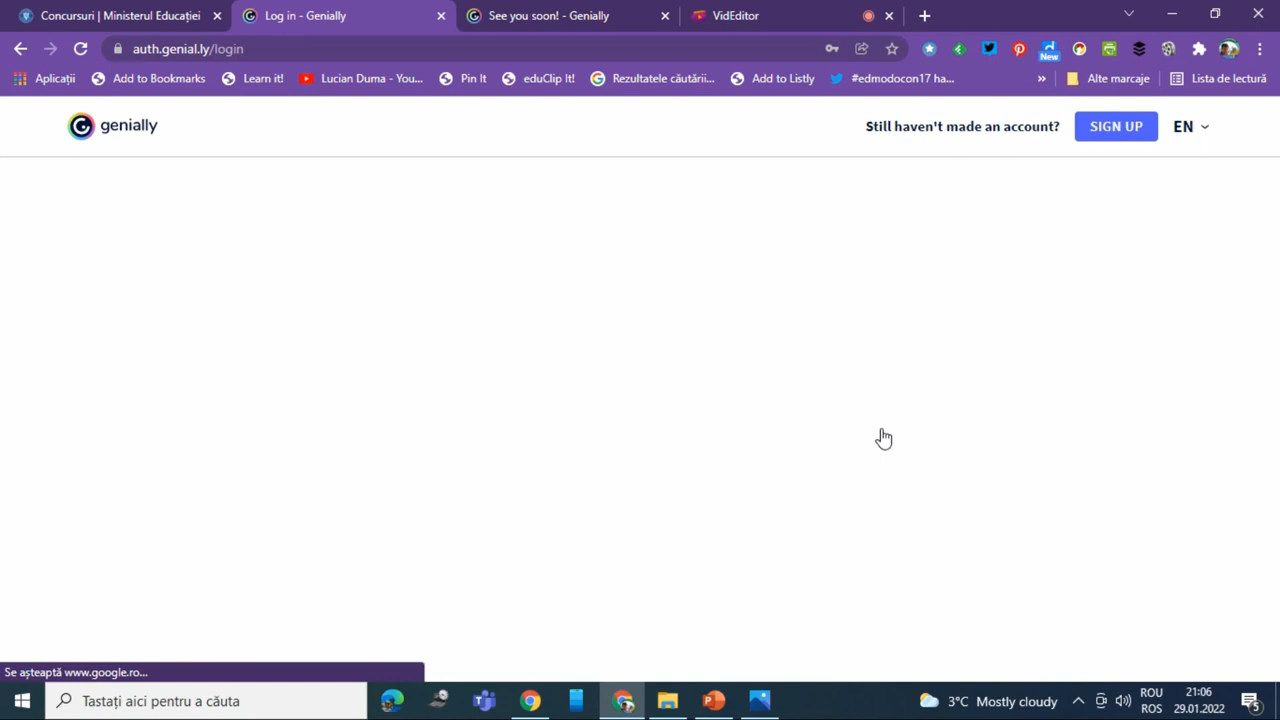 Concursuri | Ministerul Educației
Log in - Genially
See you soon! - Genially
VidEditor
auth.genial.ly/login
New
Aplicații
Add to Bookmarks
Learn it!
Lucian Duma - You...
Pin It
eduClip It!
Rezultatele căutării...
Add to Listly
#edmodocon17 ha...
»
Alte marcaje
Lista de lectură
genially
Still haven't made an account?
SIGN UP
EN
Se așteaptă www.google.ro...
Tastați aici pentru a căuta
3°C Mostly cloudy
ROU
ROS
21:06
29.01.2022
5